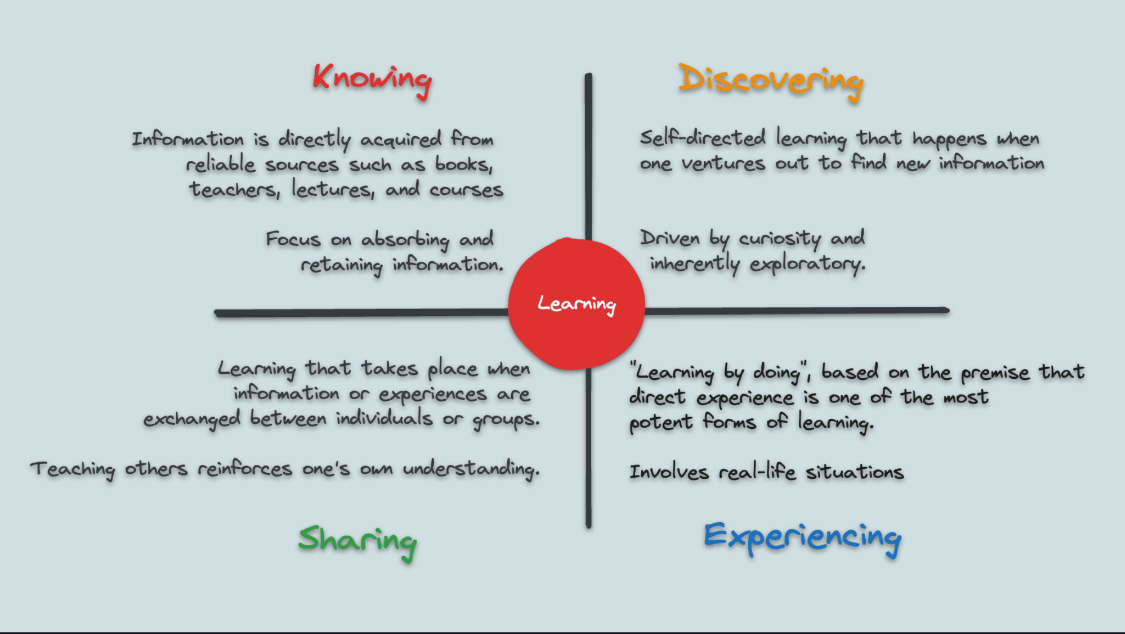 Knowing
Information is directly acquired from
reliable sources such as books,
teachers, lectures, and courses
Focus on absorbing and
retaining information.
Discovering
Self-directed learning that happens when
one ventures out to find new information
Driven by curiosity and
inherently exploratory.
Learning
Learning that takes place when
information or experiences are
exchanged between individuals or groups.
Teaching others reinforces one's own understanding.
Sharing
"Learning by doing", based on the premise that
direct experience is one of the most
potent forms of learning.
Involves real-life situations
Experiencing